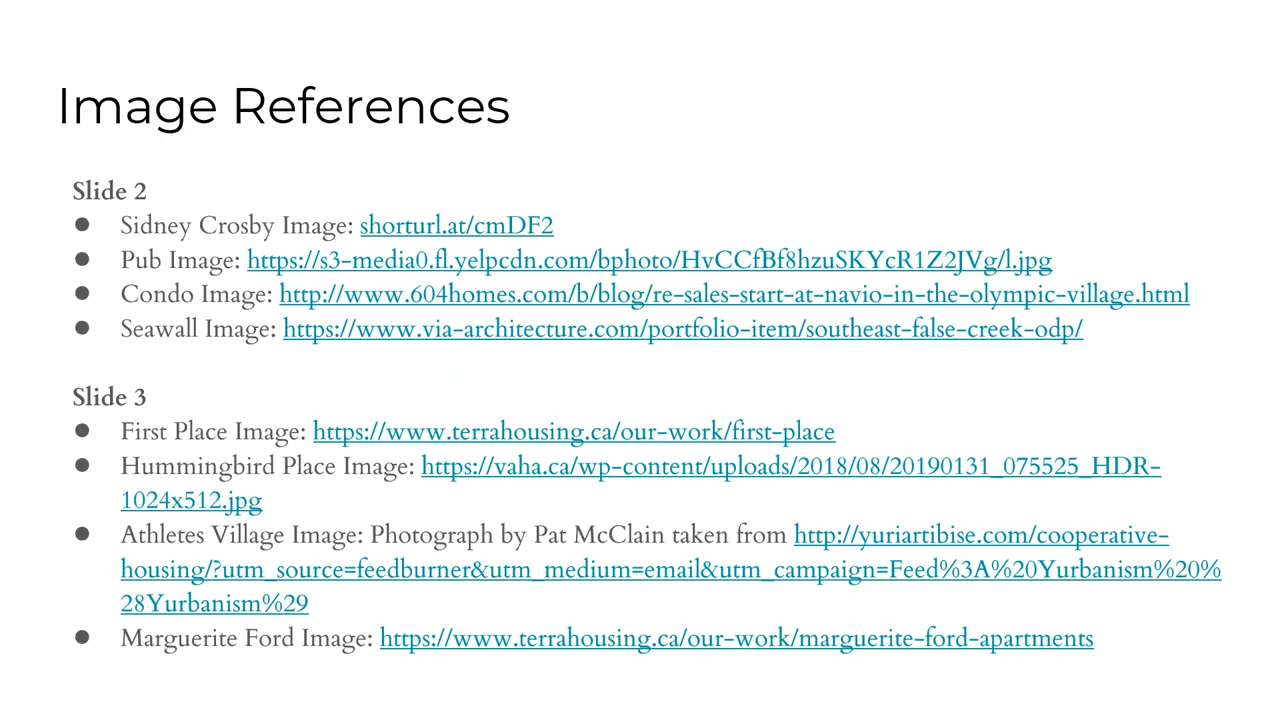 Image References
Slide 2
● Sidney Crosby Image: shorturl.at/cmDF2
● Pub Image: https://s3-media0.fl.yelpcdn.com/bphoto/HvCCfBf8hzuSKYcR1Z2JVg/l.jpg
● Condo Image: http://www.604homes.com/b/blog/re-sales-start-at-navio-in-the-olympic-village.html
● Seawall Image: https://www.via-architecture.com/portfolio-item/southeast-false-creek-odp/
Slide 3
● First Place Image: https://www.terrahousing.ca/our-work/first-place
● Hummingbird Place Image: https://vaha.ca/wp-content/uploads/2018/08/20190131_075525_HDR-
1024x512.jpg
● Athletes Village Image: Photograph by Pat McClain taken from http://yuriartibise.com/cooperative-
housing/?utm_source=feedburner&utm_medium=email&utm_campaign=Feed%3A%20Yurbanism%20%
28Yurbanism%29
● Marguerite Ford Image: https://www.terrahousing.ca/our-work/marguerite-ford-apartments